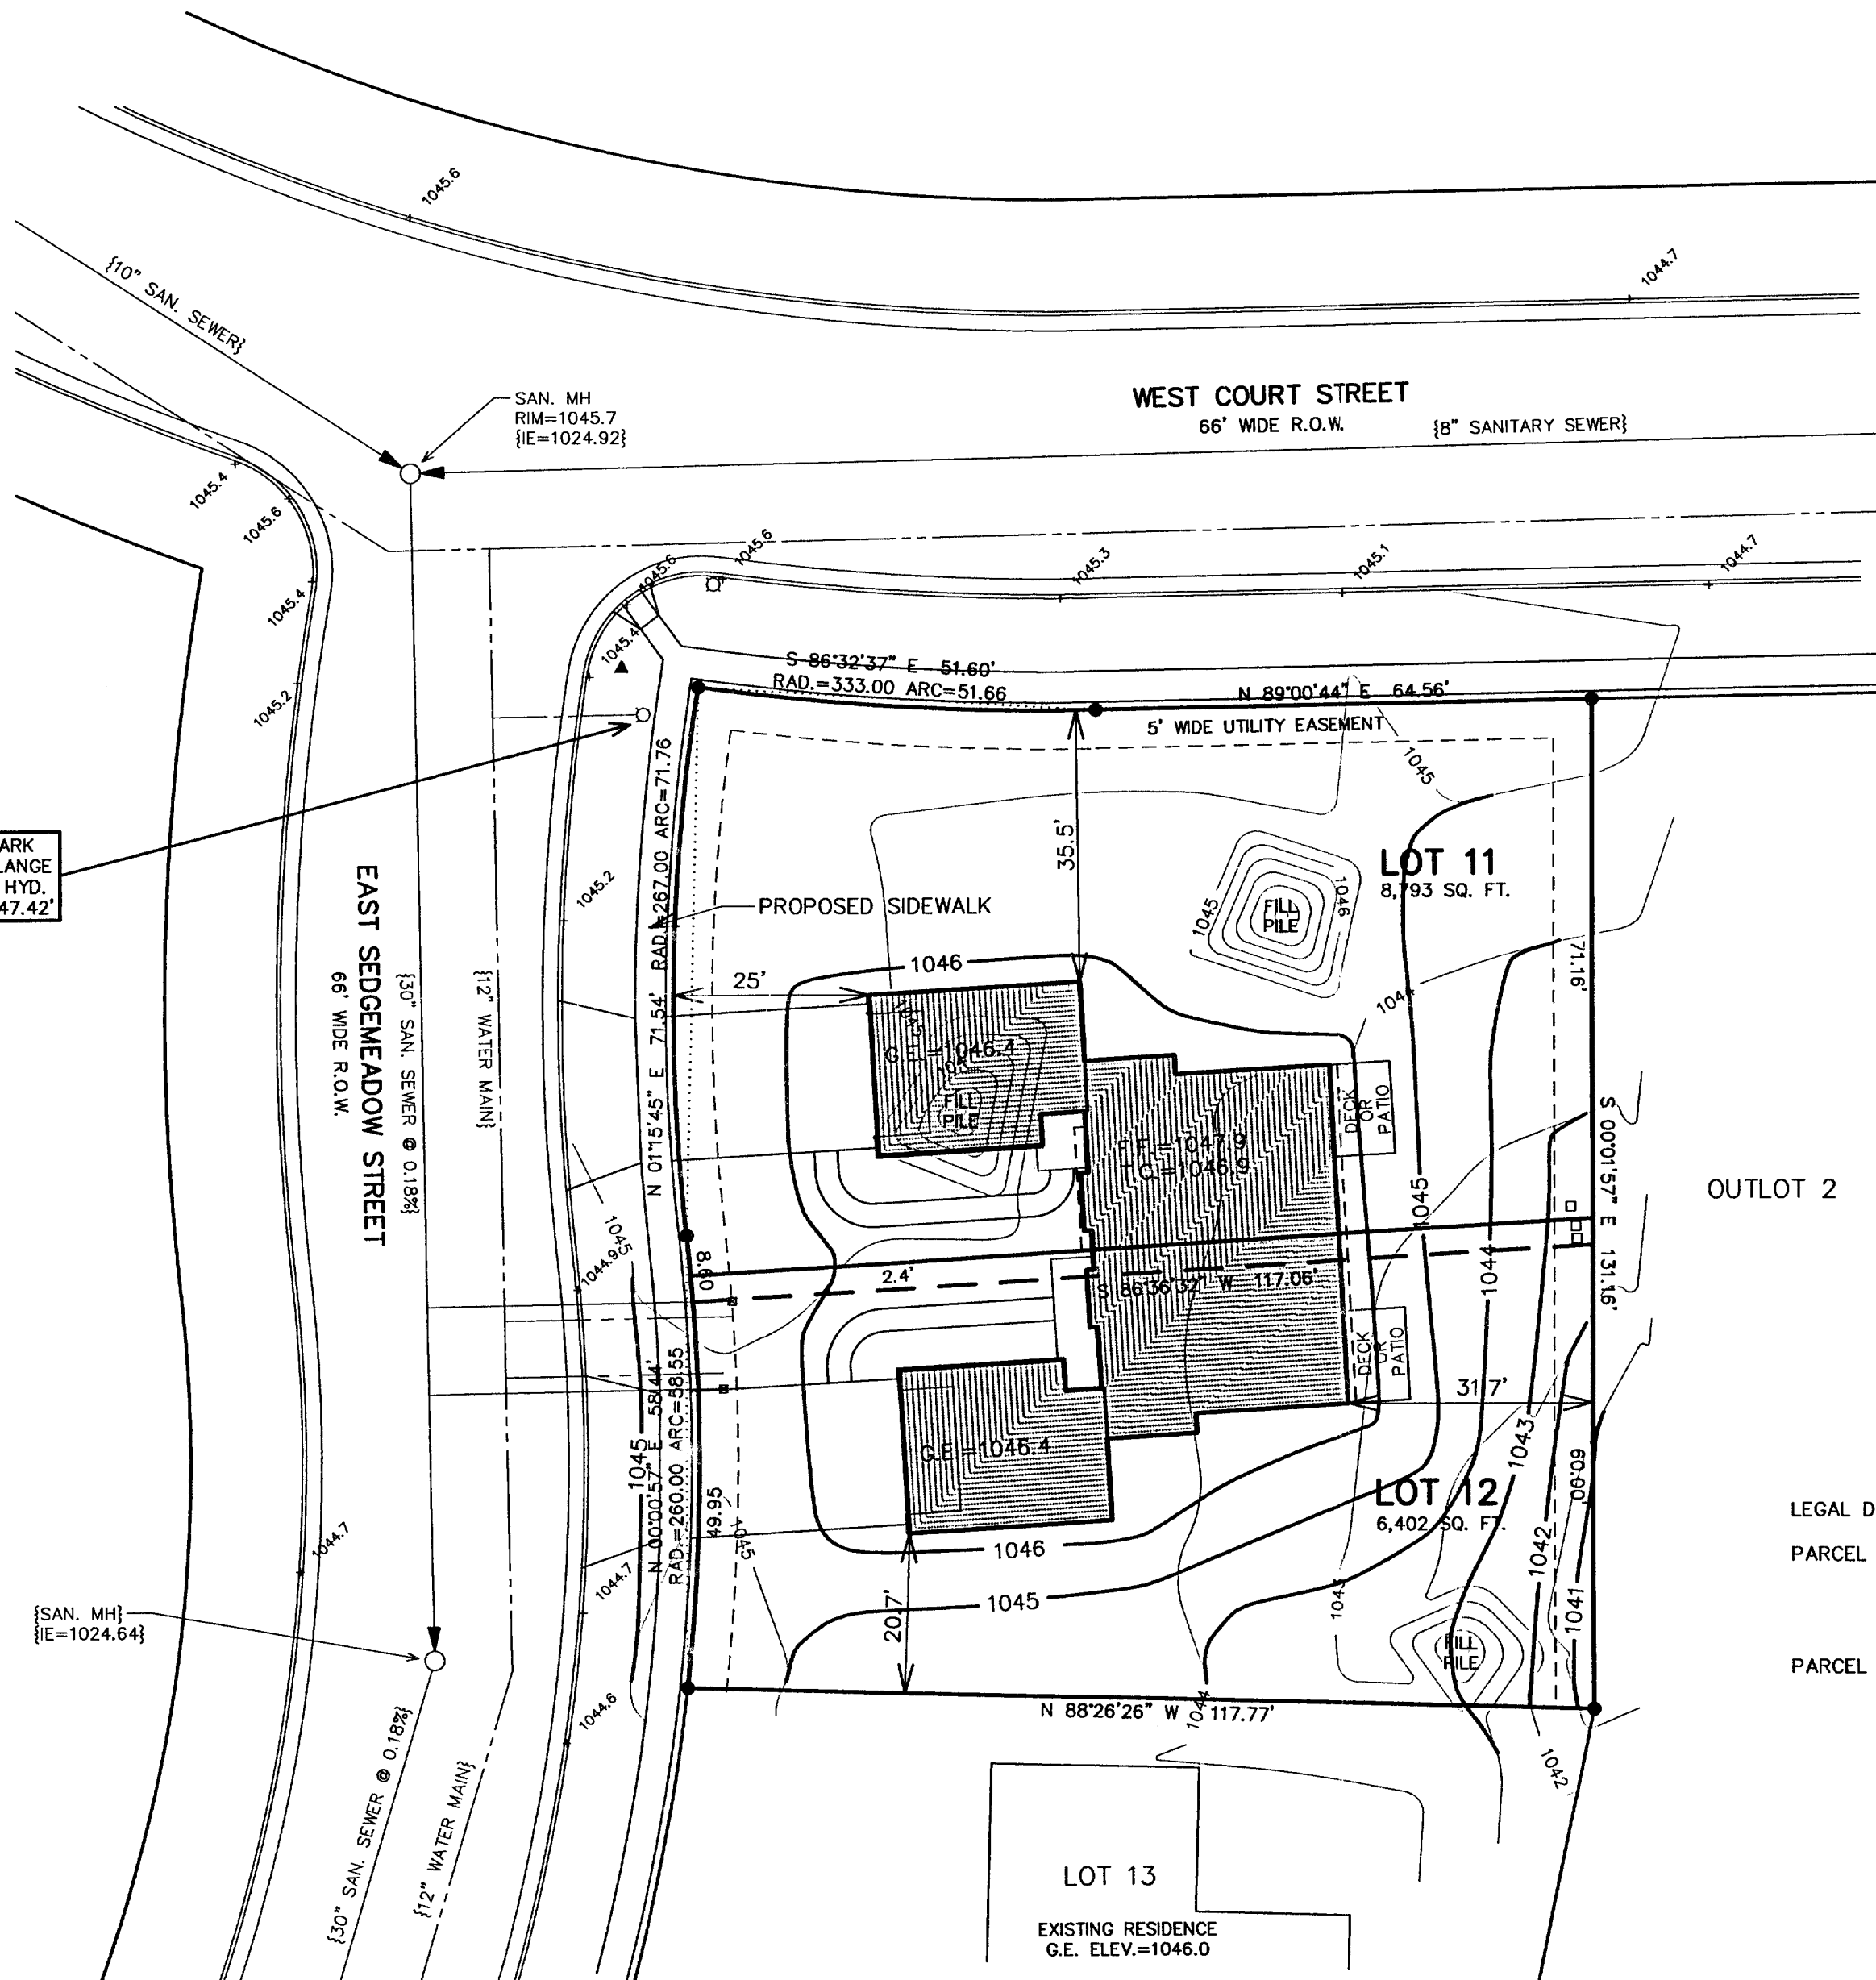 1045.6
1044.7
{10" SAN. SEWER}
SAN. MH
RIM=1045.7
{IE=1024.92}
WEST COURT STREET
66' WIDE R.O.W.
{8" SANITARY SEWER}
1045.4
1045.6
1045.4
1045.2
1045.6
1045.6
1045.3
1045.1
1044.7
1045.4
S 86°32'37" E 51.60'
RAD.=333.00 ARC=51.66
N 89°00'44" E 64.56'
5' WIDE UTILITY EASEMENT
1045
ARK
LANGE
HYD.
47.42'
EAST SEDGEMEADOW STREET
66' WIDE R.O.W.
{30" SAN. SEWER @ 0.18%}
{12" WATER MAIN}
1045.2
N 01°15'45" E 71.54' RAD.=267.00 ARC=71.76
PROPOSED SIDEWALK
35.5'
LOT 11
8,793 SQ. FT.
1045
FILL
PILE
1046
1046
25'
1044
71.16'
1045
G.E.=1046.4
FILL
PILE
F.F.=1047.9
T.O.=1046.9
DECK
OR
PATIO
S 00°01'57" E 131.16'
OUTLOT 2
1045
1044
1045
1044.9
8.60
2.4'
S 86°36'32" W 117.06'
DECK
OR
PATIO
31.7'
1045
N 00°00'57" E 58.44'
RAD.=260.00 ARC=58.55
49.95
1045
G.E.=1046.4
1043
60.00'
LOT 12
6,402 SQ. FT.
LEGAL D
PARCEL
PARCEL
1046
1045
20.7'
1043
1042
1041
FILL
PILE
1044.7
1044.7
{SAN. MH}
{IE=1024.64}
1044.6
N 88°26'26" W 117.77'
1044
1042
{30" SAN. SEWER @ 0.18%}
{12" WATER MAIN}
LOT 13
EXISTING RESIDENCE
G.E. ELEV.=1046.0